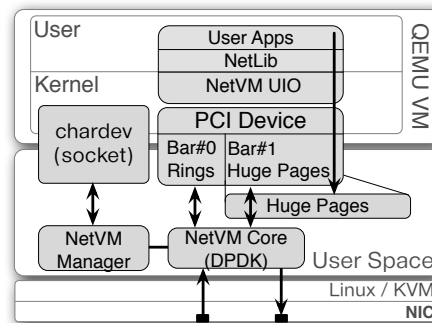 User
User Apps
NetLib
Kernel
NetVM UIO
QEMU VM
chardev
(socket)
PCI Device
Bar#0
Rings
Bar#1
Huge Pages
Huge Pages
NetVM
Manager
NetVM Core
(DPDK)
User Space
Linux / KVM
NIC